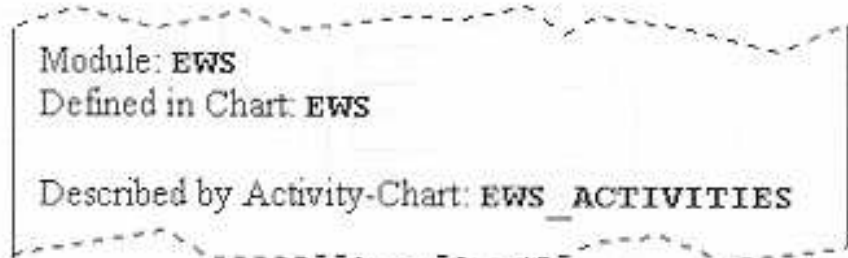 Module: EWS
Defined in Chart: EWS
Described by Activity-Chart: EWS_ACTIVITIES